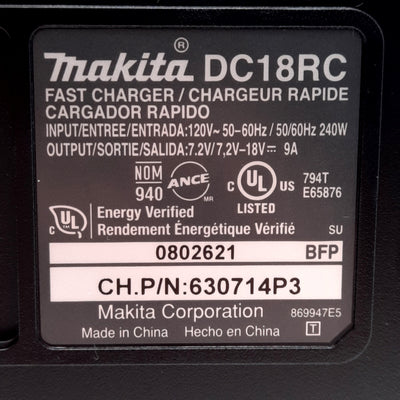 ®
makita DC18RC
FAST CHARGER / CHARGEUR RAPIDE
CARGADOR RAPIDO
INPUT/ENTREE/ENTRADA:120V~ 50-60Hz / 50/60Hz 240W
OUTPUT/SORTIE/SALIDA:7.2V/ 7,2V-18V⎓ 9A
NOM 940 ANCE MR C UL US LISTED 794T E65876
C UL Energy Verified
Rendement Énergétique Vérifié SU
0802621 BFP
CH.P/N:630714P3
Makita Corporation 869947E5
Made in China Hecho en China T